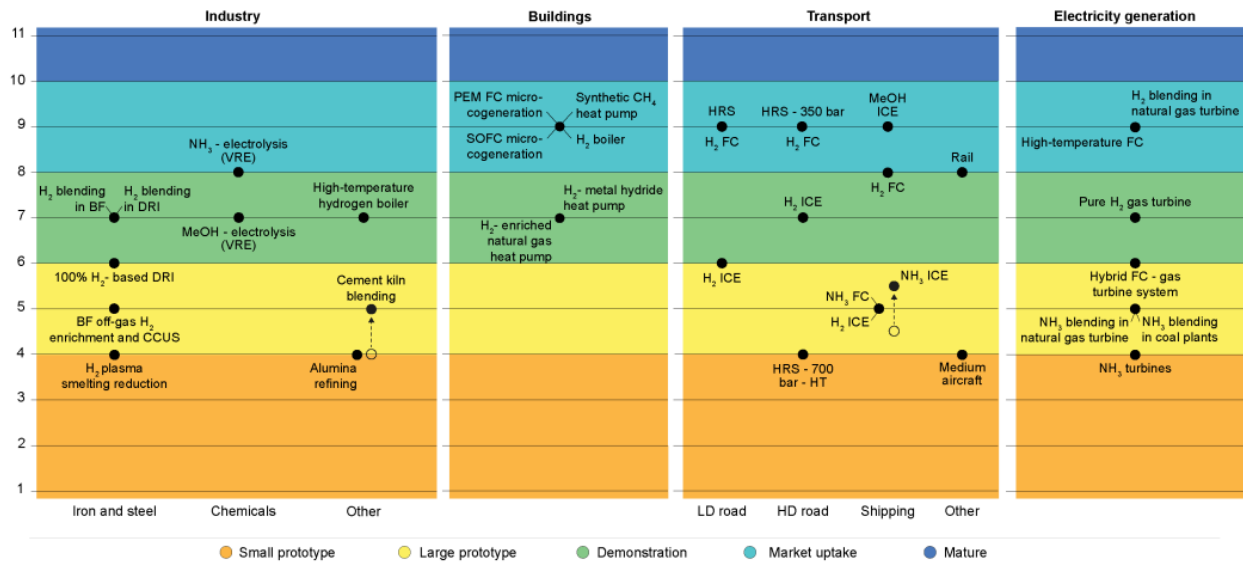 Industry
Buildings
Transport
Electricity generation
11
10
9
8
7
6
5
4
3
2
1
NH₃ - electrolysis
(VRE)
H₂ blending
in BF
H₂ blending
in DRI
High-temperature
hydrogen boiler
MeOH - electrolysis
(VRE)
100% H₂- based DRI
Cement kiln
blending
BF off-gas H₂
enrichment and CCUS
H₂ plasma
smelting reduction
Alumina
refining
PEM FC micro-
cogeneration
Synthetic CH₄
heat pump
SOFC micro-
cogeneration
H₂ boiler
H₂- metal hydride
heat pump
H₂- enriched
natural gas
heat pump
HRS
H₂ FC
HRS - 350 bar
H₂ FC
MeOH
ICE
H₂ FC
Rail
H₂ ICE
H₂ ICE
NH₃ ICE
NH₃ FC
H₂ ICE
HRS - 700
bar - HT
Medium
aircraft
H₂ blending in
natural gas turbine
High-temperature FC
Pure H₂ gas turbine
Hybrid FC - gas
turbine system
NH₃ blending in
natural gas turbine
NH₃ blending
in coal plants
NH₃ turbines
Iron and steel
Chemicals
Other
LD road
HD road
Shipping
Other
Small prototype
Large prototype
Demonstration
Market uptake
Mature